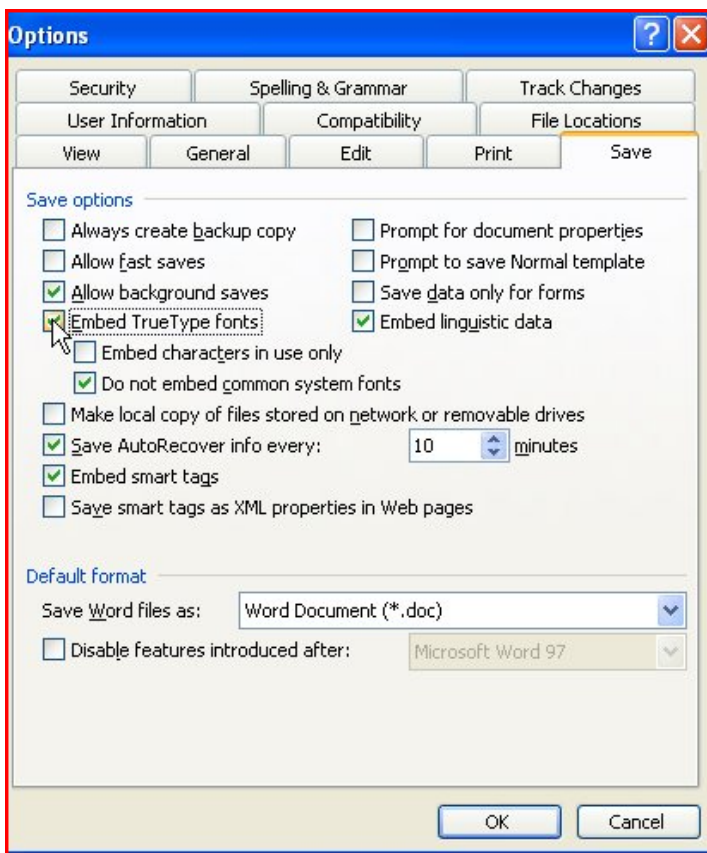 Options
Security Spelling & Grammar Track Changes
User Information Compatibility File Locations
View General Edit Print Save
Save options
Always create backup copy Prompt for document properties
Allow fast saves Prompt to save Normal template
Allow background saves Save data only for forms
Embed TrueType fonts Embed linguistic data
Embed characters in use only
Do not embed common system fonts
Make local copy of files stored on network or removable drives
Save AutoRecover info every: 10 minutes
Embed smart tags
Save smart tags as XML properties in Web pages
Default format
Save Word files as: Word Document (*.doc)
Disable features introduced after: Microsoft Word 97
OK Cancel